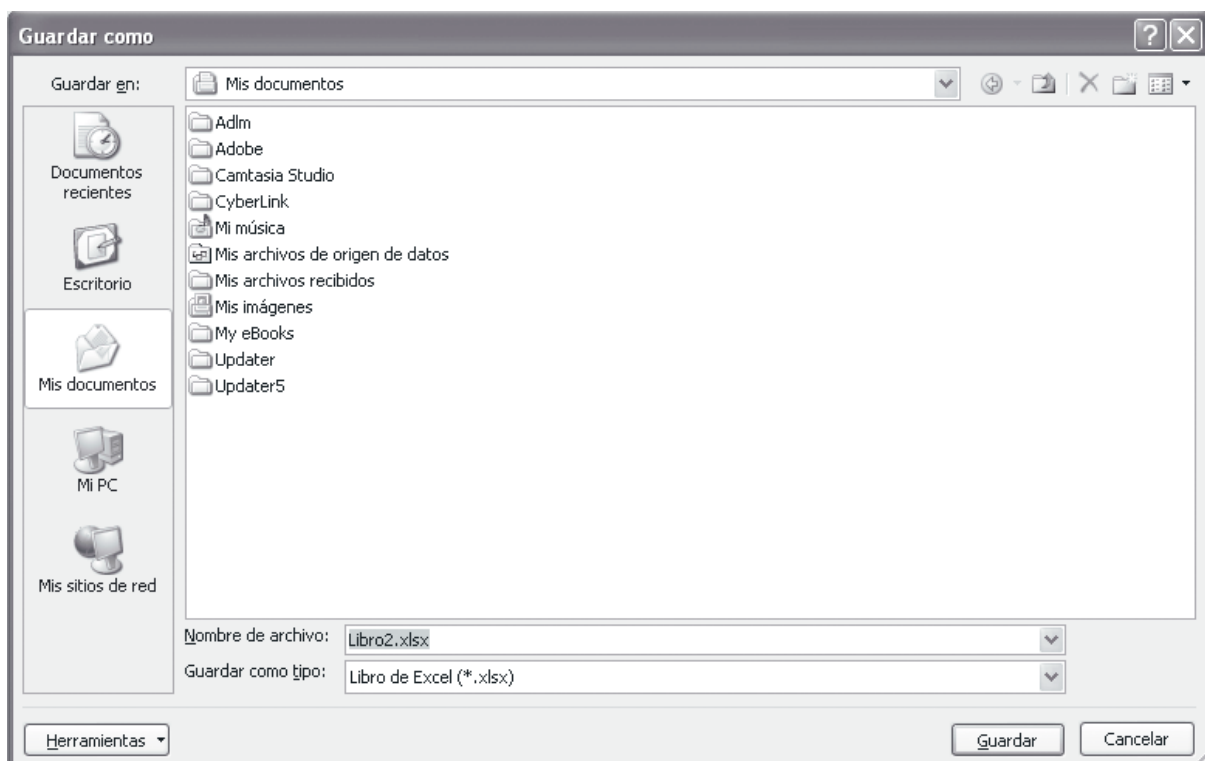 Guardar como
Guardar en:
Mis documentos
Documentos
recientes
Escritorio
Mis documentos
Mi PC
Mis sitios de red
Adlm
Adobe
Camtasia Studio
CyberLink
Mi música
Mis archivos de origen de datos
Mis archivos recibidos
Mis imágenes
My eBooks
Updater
Updater5
Nombre de archivo: Libro2.xlsx
Guardar como tipo: Libro de Excel (*.xlsx)
Herramientas
Guardar
Cancelar